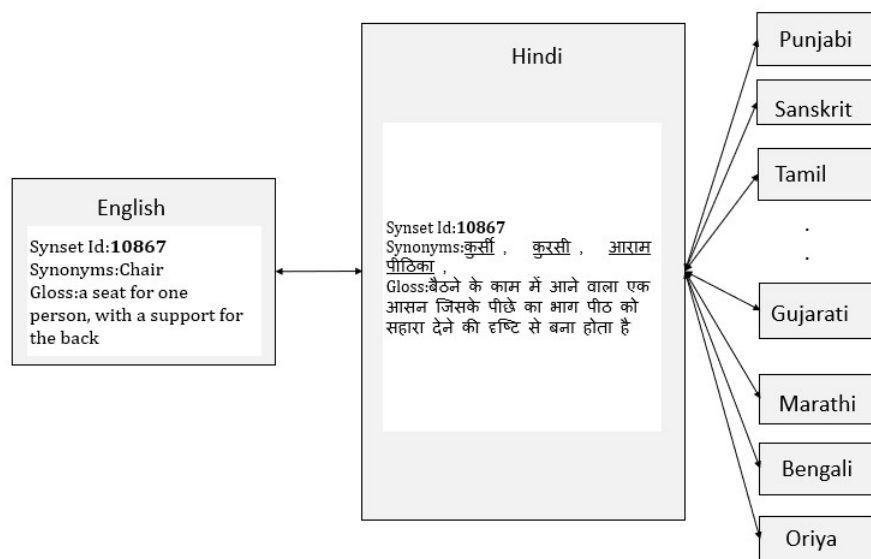 English
Synset Id:10867
Synonyms:Chair
Gloss:a seat for one
person, with a support for
the back
Hindi
Synset Id:10867
Synonyms:कुर्सी , कुरसी , आराम
पीठिका ,
Gloss:बैठने के काम में आने वाला एक
आसन जिसके पीछे का भाग पीठ को
सहारा देने की दृष्टि से बना होता है
Punjabi
Sanskrit
Tamil
.
.
Gujarati
Marathi
Bengali
Oriya